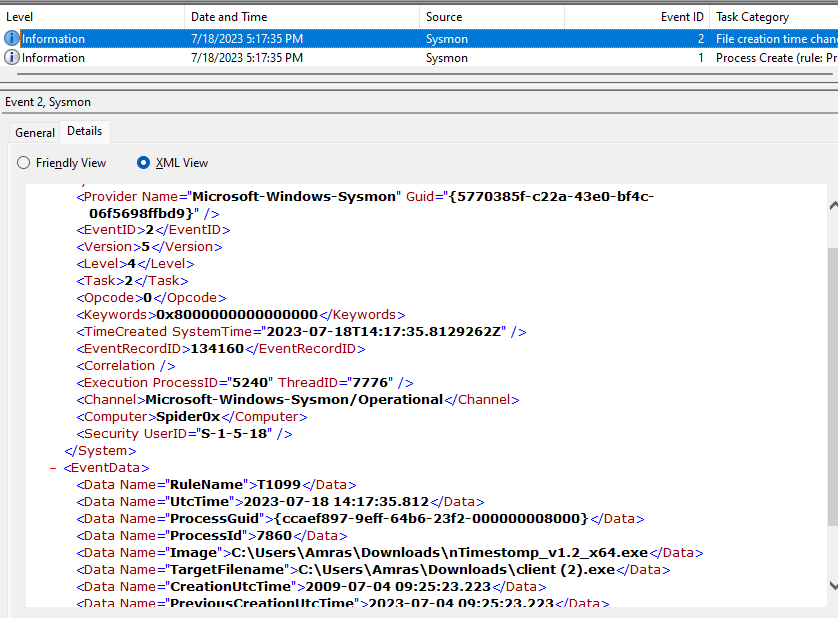 Level Date and Time Source Event ID Task Category
Information 7/18/2023 5:17:35 PM Sysmon 2 File creation time chan
Information 7/18/2023 5:17:35 PM Sysmon 1 Process Create (rule: Pr
Event 2, Sysmon
General Details
Friendly View XML View
<Provider Name="Microsoft-Windows-Sysmon" Guid="{5770385f-c22a-43e0-bf4c-
06f5698ffbd9}" />
<EventID>2</EventID>
<Version>5</Version>
<Level>4</Level>
<Task>2</Task>
<Opcode>0</Opcode>
<Keywords>0x8000000000000000</Keywords>
<TimeCreated SystemTime="2023-07-18T14:17:35.8129262Z" />
<EventRecordID>134160</EventRecordID>
<Correlation />
<Execution ProcessID="5240" ThreadID="7776" />
<Channel>Microsoft-Windows-Sysmon/Operational</Channel>
<Computer>Spider0x</Computer>
<Security UserID="S-1-5-18" />
</System>
- <EventData>
<Data Name="RuleName">T1099</Data>
<Data Name="UtcTime">2023-07-18 14:17:35.812</Data>
<Data Name="ProcessGuid">{ccaef897-9eff-64b6-23f2-000000008000}</Data>
<Data Name="ProcessId">7860</Data>
<Data Name="Image">C:\Users\Amras\Downloads\nTimestomp_v1.2_x64.exe</Data>
<Data Name="TargetFilename">C:\Users\Amras\Downloads\client (2).exe</Data>
<Data Name="CreationUtcTime">2009-07-04 09:25:23.223</Data>
<Data Name="PreviousCreationUtcTime">2023-07-04 09:25:23.223</Data>